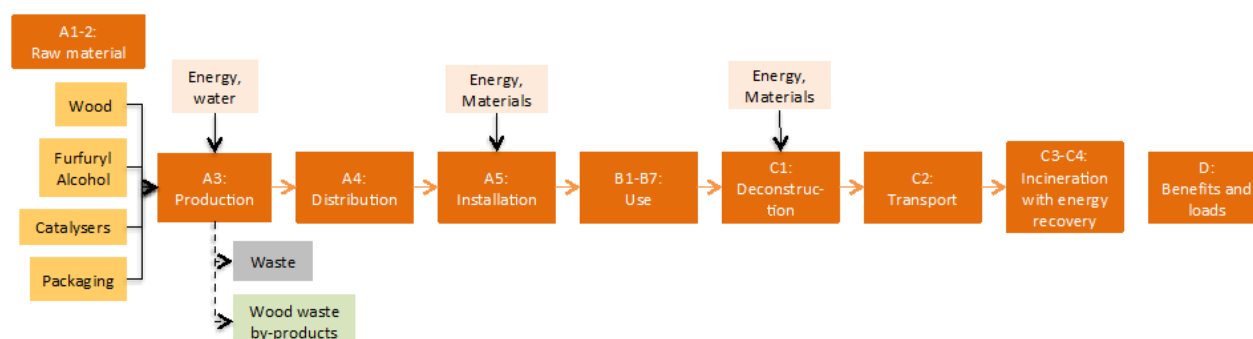 A1-2:
Raw material
Wood
Furfuryl
Alcohol
Catalysers
Packaging
Energy,
water
A3:
Production
Waste
Wood waste
by-products
A4:
Distribution
Energy,
Materials
A5:
Installation
B1-B7:
Use
Energy,
Materials
C1:
Deconstruc-
tion
C2:
Transport
C3-C4:
Incineration
with energy
recovery
D:
Benefits and
loads